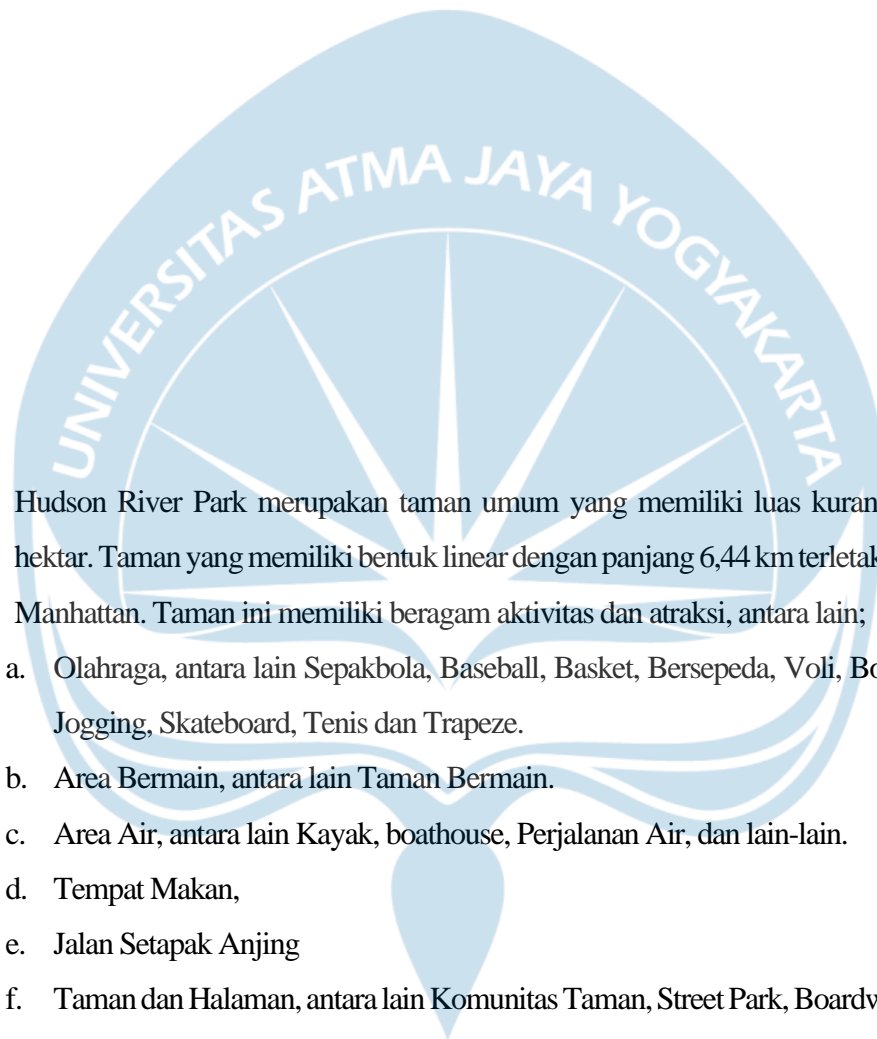 UNIVERSITAS ATMA JAYA YOGYAKARTA
Hudson River Park merupakan taman umum yang memiliki luas kuran
hektar. Taman yang memiliki bentuk linear dengan panjang 6,44 km terletak
Manhattan. Taman ini memiliki beragam aktivitas dan atraksi, antara lain;
a. Olahraga, antara lain Sepakbola, Baseball, Basket, Bersepeda, Voli, Bo
Jogging, Skateboard, Tenis dan Trapeze.
b. Area Bermain, antara lain Taman Bermain.
c. Area Air, antara lain Kayak, boathouse, Perjalanan Air, dan lain-lain.
d. Tempat Makan,
e. Jalan Setapak Anjing
f. Taman dan Halaman, antara lain Komunitas Taman, Street Park, Boardw